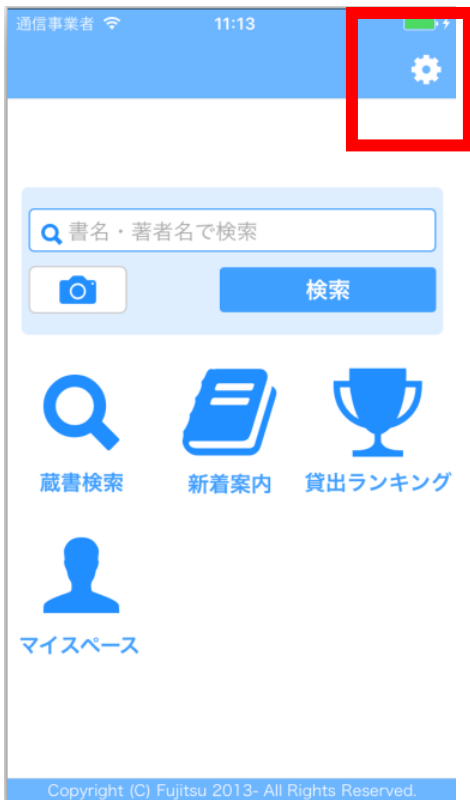 通信事業者 11:13
書名・著者名で検索
検索
蔵書検索 新着案内 貸出ランキング
マイスペース
Copyright (C) Fujitsu 2013- All Rights Reserved.